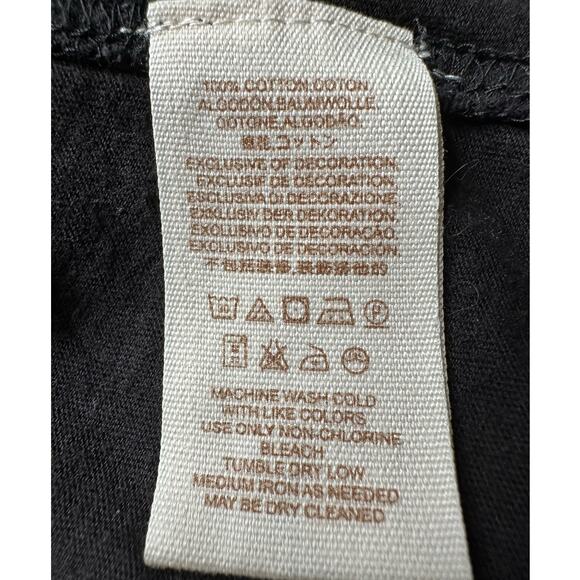 100% COTTON.COTON
ALGODON.BAUMWOLLE.
COTONE.ALGODÃO.
棉花.コットン
EXCLUSIVE OF DECORATION.
EXCLUSIF DE DECORATION.
ESCLUSIVA DI DECORAZIONE
EXKLUSIV DER DEKORATION.
EXCLUSIVO DE DECORAÇÃO
EXCLUSIVO DE DECORACION.
MACHINE WASH COLD
WITH LIKE COLORS
USE ONLY NON-CHLORINE
BLEACH
TUMBLE DRY LOW
MEDIUM IRON AS NEEDED
MAY BE DRY CLEANED